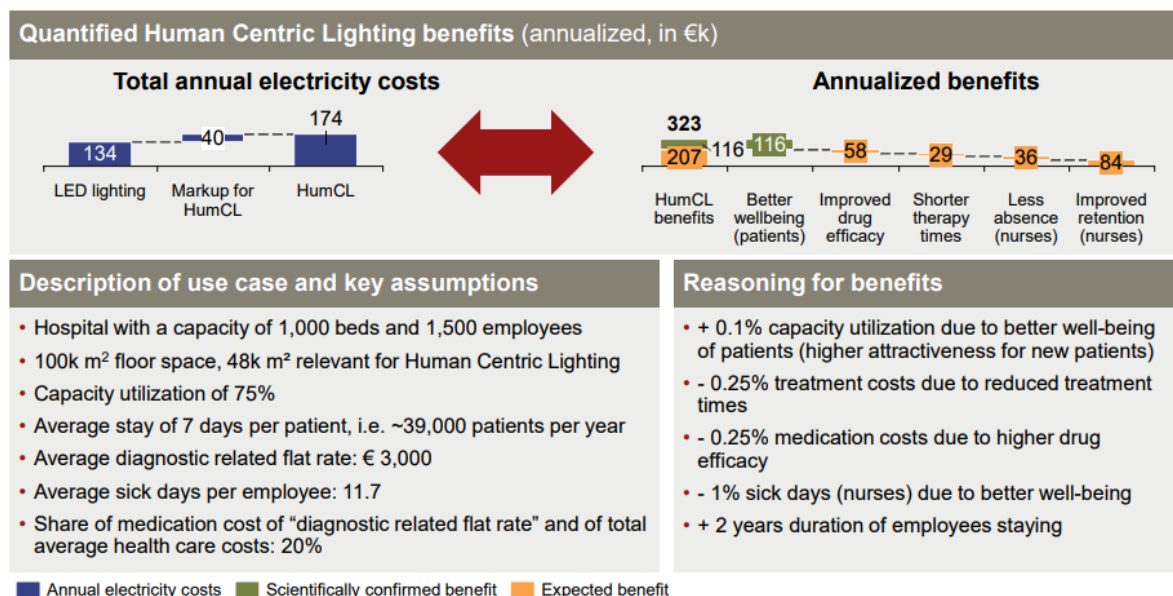 Quantified Human Centric Lighting benefits (annualized, in €k)
Total annual electricity costs
174
40
134
LED lighting
Markup for
HumCL
HumCL
Annualized benefits
323
207
116
116
58
29
36
84
HumCL
benefits
Better
wellbeing
(patients)
Improved
drug
efficacy
Shorter
therapy
times
Less
absence
(nurses)
Improved
retention
(nurses)
Description of use case and key assumptions
• Hospital with a capacity of 1,000 beds and 1,500 employees
• 100k m² floor space, 48k m² relevant for Human Centric Lighting
• Capacity utilization of 75%
• Average stay of 7 days per patient, i.e. ~39,000 patients per year
• Average diagnostic related flat rate: € 3,000
• Average sick days per employee: 11.7
• Share of medication cost of “diagnostic related flat rate” and of total
average health care costs: 20%
Reasoning for benefits
• + 0.1% capacity utilization due to better well-being
of patients (higher attractiveness for new patients)
• - 0.25% treatment costs due to reduced treatment
times
• - 0.25% medication costs due to higher drug
efficacy
• - 1% sick days (nurses) due to better well-being
• + 2 years duration of employees staying
Annual electricity costs
Scientifically confirmed benefit
Expected benefit